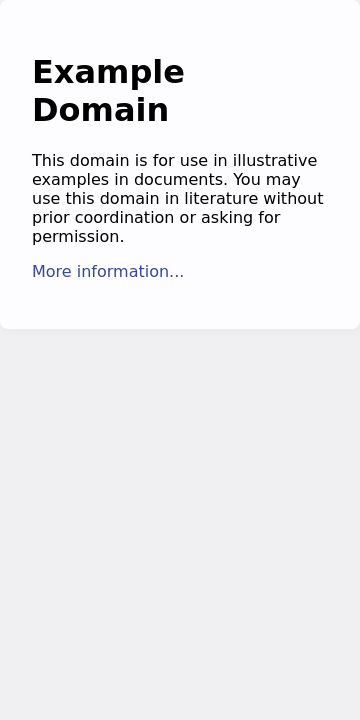 Example
Domain
This domain is for use in illustrative
examples in documents. You may
use this domain in literature without
prior coordination or asking for
permission.
More information...